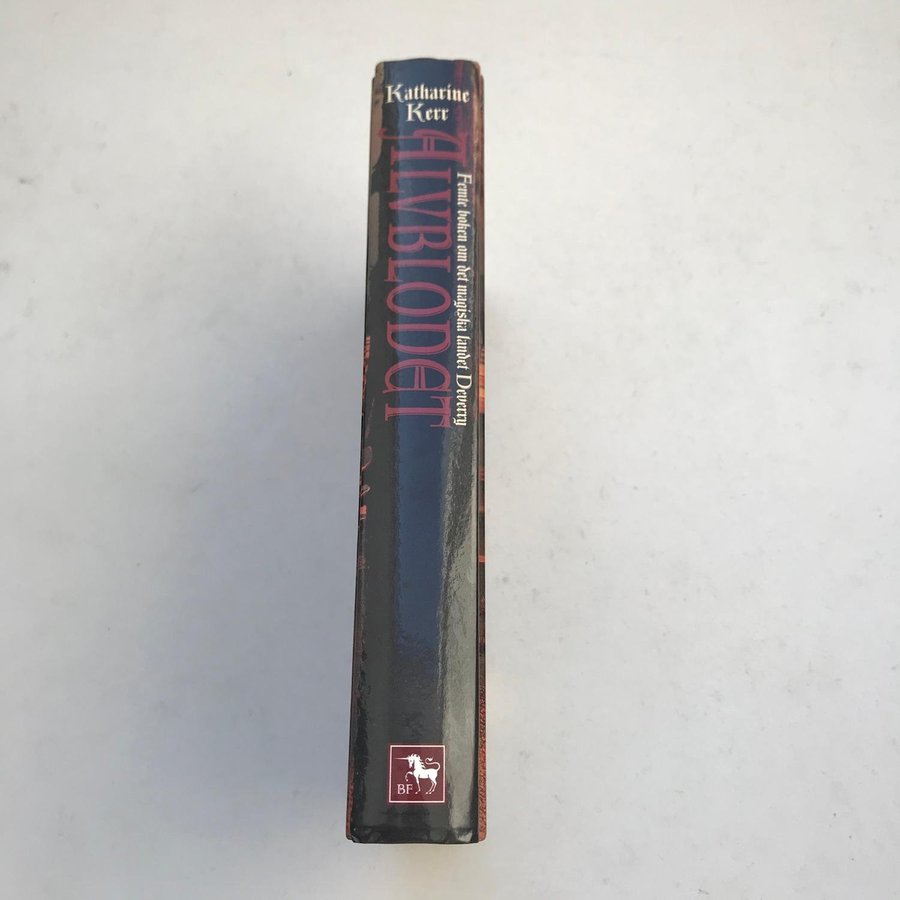 Katharine
Kerr
ALVBLODET
Femte boken om det magiska landet Deverry
BF